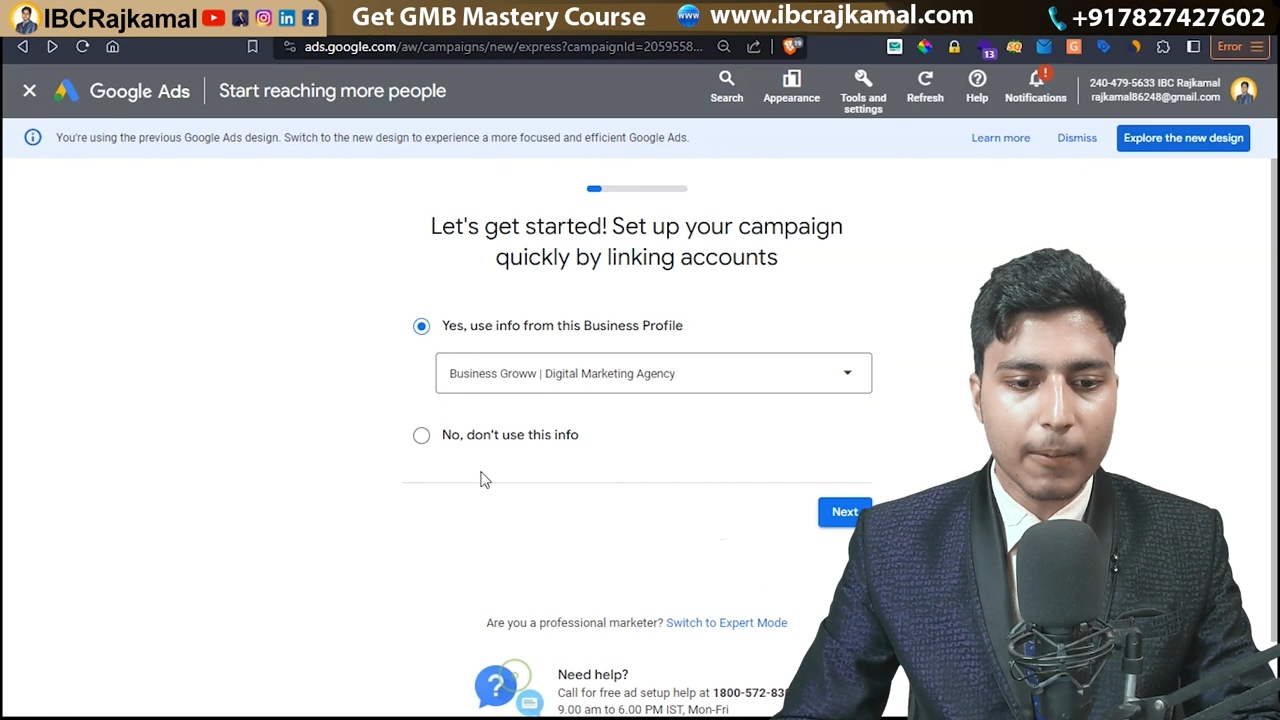 IBCRajkamal
Get GMB Mastery Course
www.ibcrajkamal.com
+917827427602
ads.google.com/aw/campaigns/new/express?campaignId=2059558...
19
13
Error
Google Ads
Start reaching more people
Search
Appearance
Tools and settings
Refresh
Help
Notifications
240-479-5633 IBC Rajkamal
rajkamal86248@gmail.com
You're using the previous Google Ads design. Switch to the new design to experience a more focused and efficient Google Ads.
Learn more
Dismiss
Explore the new design
Let's get started! Set up your campaign
quickly by linking accounts
Yes, use info from this Business Profile
Business Groww | Digital Marketing Agency
No, don't use this info
Next
Are you a professional marketer? Switch to Expert Mode
Need help?
Call for free ad setup help at 1800-572-83
9.00 am to 6.00 PM IST, Mon-Fri